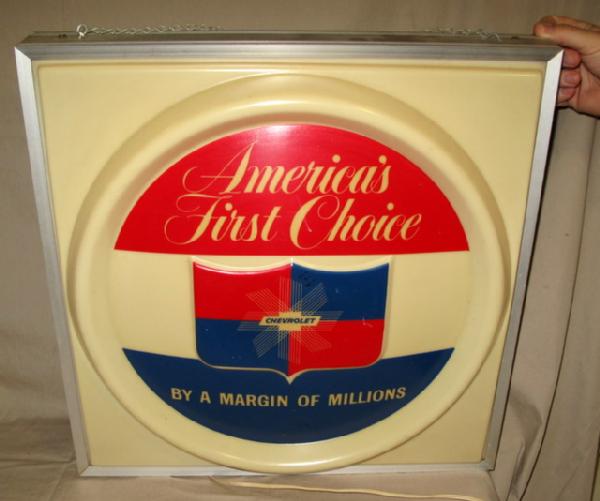 America's
First Choice
CHEVROLET
BY A MARGIN OF MILLIONS